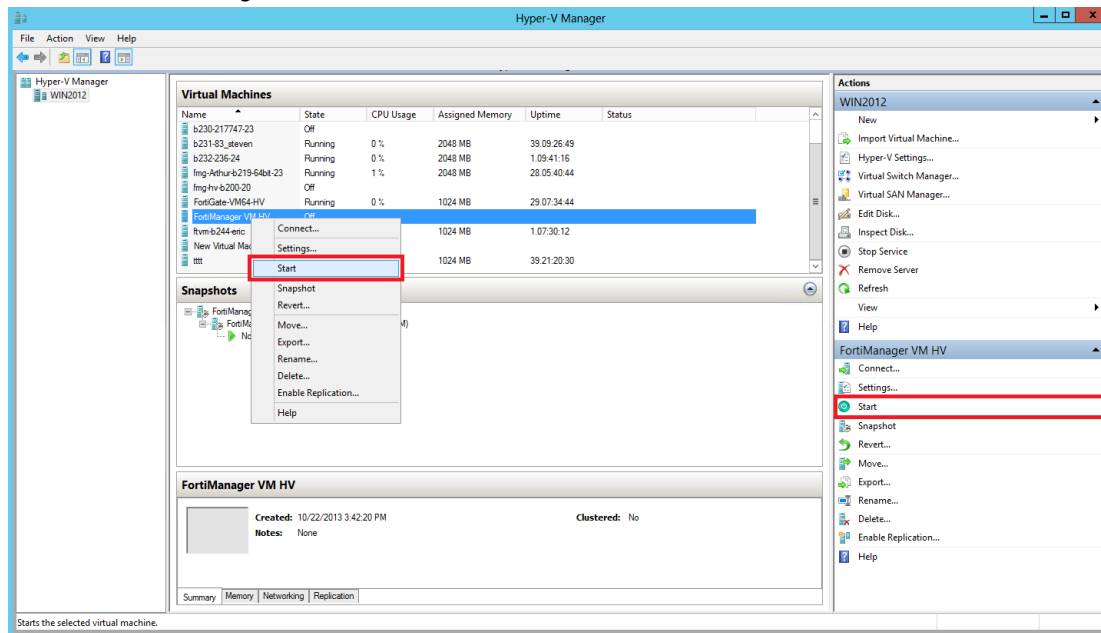 Hyper-V Manager
File Action View Help
Hyper-V Manager
WIN2012
Virtual Machines
Name State CPU Usage Assigned Memory Uptime Status
b230-217747-23 Off
b231-83_steven Running 0 % 2048 MB 39.09:26:49
b232-236-24 Running 0 % 2048 MB 1.09:41:16
fmg-Arthur-b219-64bit-23 Running 1 % 2048 MB 28.05:40:44
fmg-hv-b200-20 Off
FortiGate-VM64-HV Running 0 % 1024 MB 29.07:34:44
FortiManager VM HV Off
ftvm-b244-eric 1024 MB 1.07:30:12
New Virtual Mac
tttt 1024 MB 39.21:20:30
Connect...
Settings...
Start
Snapshot
Revert...
Move...
Export...
Rename...
Delete...
Enable Replication...
Help
Snapshots
FortiManag
FortiMa
No
Actions
WIN2012
New
Import Virtual Machine...
Hyper-V Settings...
Virtual Switch Manager...
Virtual SAN Manager...
Edit Disk...
Inspect Disk...
Stop Service
Remove Server
Refresh
View
Help
FortiManager VM HV
Connect...
Settings...
Start
Snapshot
Revert...
Move...
Export...
Rename...
Delete...
Enable Replication...
Help
FortiManager VM HV
Created: 10/22/2013 3:42:20 PM Clustered: No
Notes: None
Summary Memory Networking Replication
Starts the selected virtual machine.